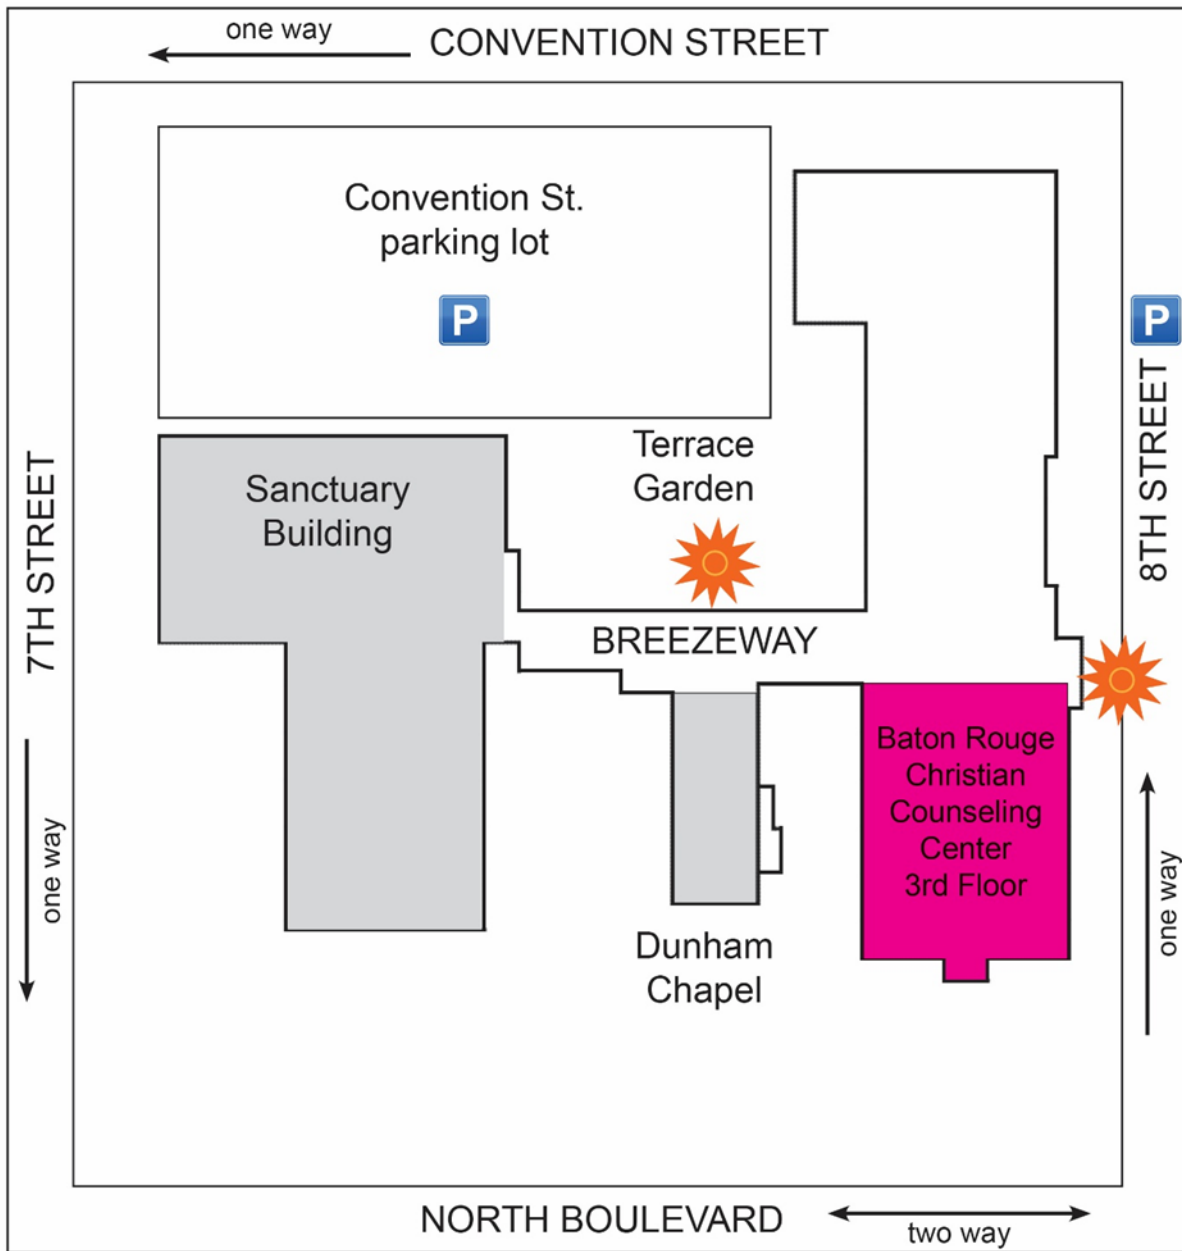 one way
CONVENTION STREET
Convention St.
parking lot
P
P
Terrace
Garden
Sanctuary
Building
7TH STREET
8TH STREET
BREEZEWAY
Baton Rouge
Christian
Counseling
Center
3rd Floor
one way
one way
Dunham
Chapel
NORTH BOULEVARD
two way